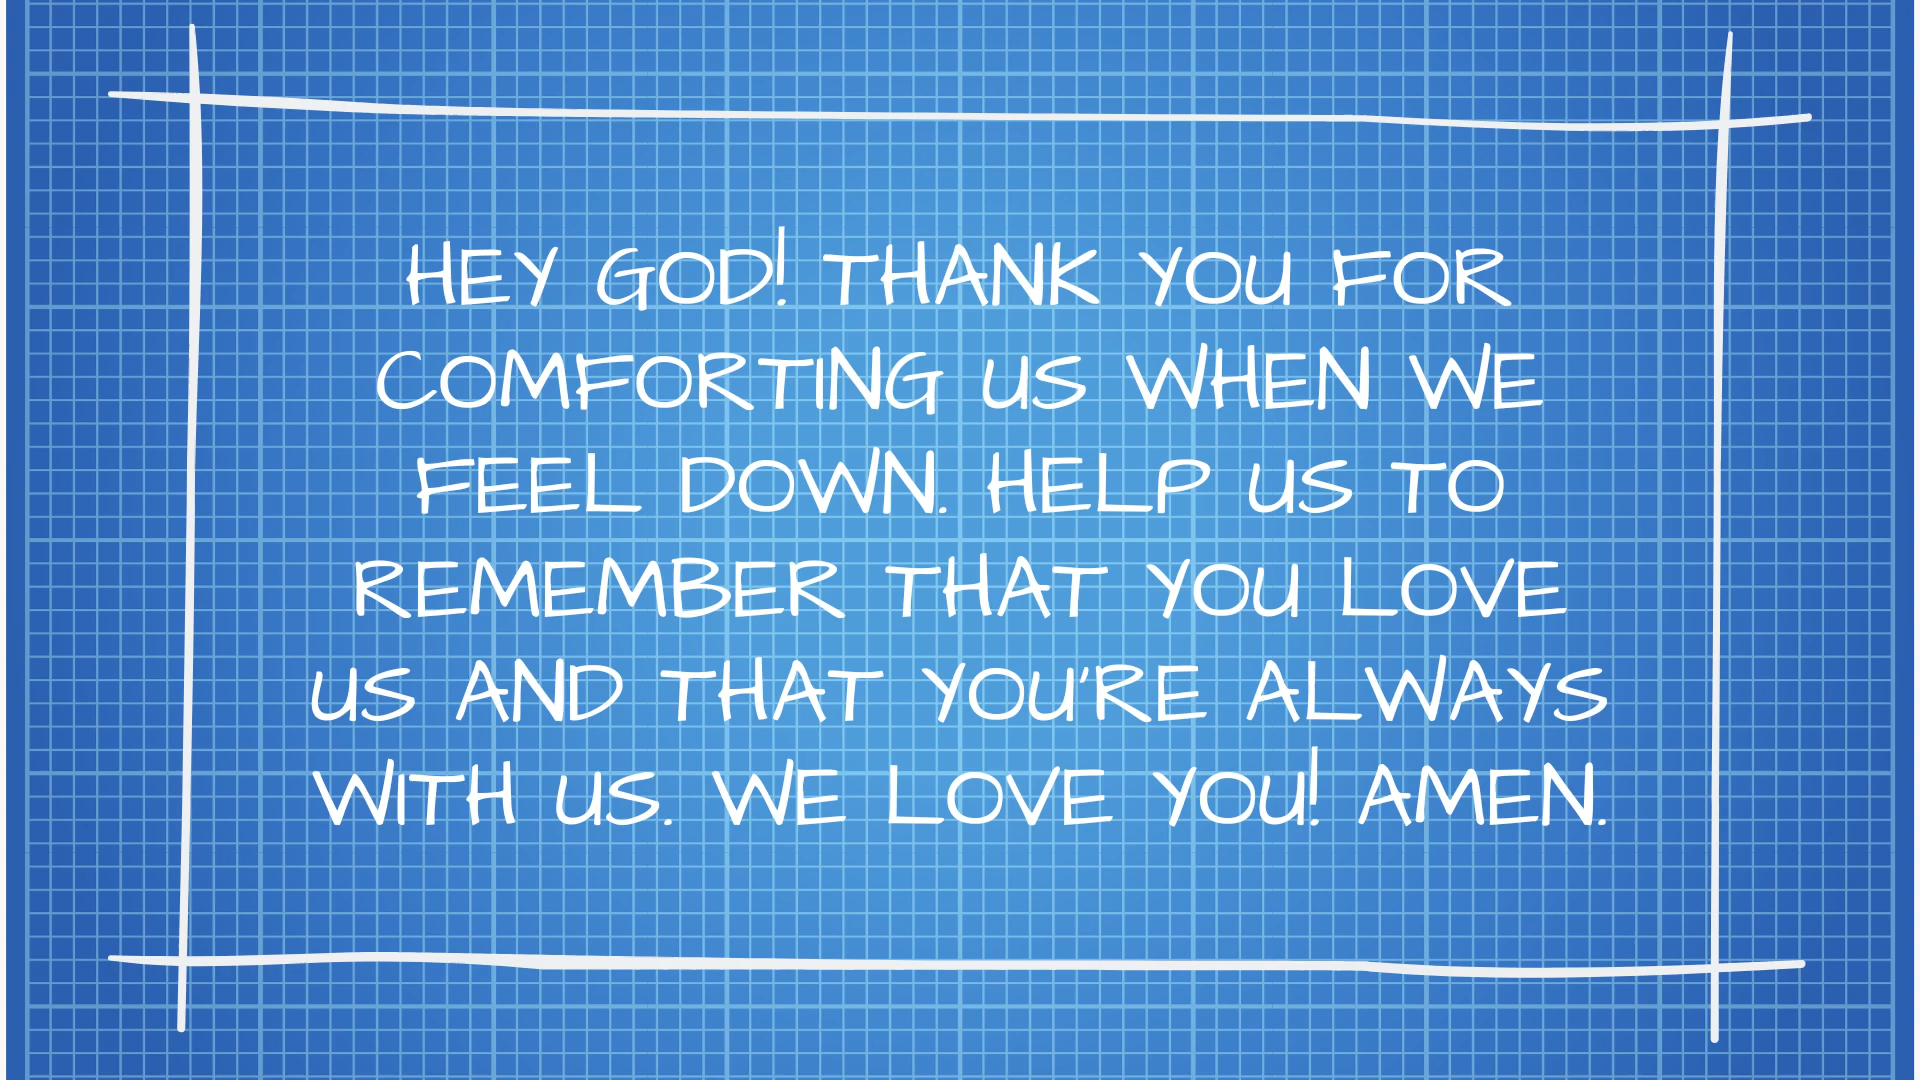 HEY GOD! THANK YOU FOR
COMFORTING US WHEN WE
FEEL DOWN. HELP US TO
REMEMBER THAT YOU LOVE
US AND THAT YOU'RE ALWAYS
WITH US. WE LOVE YOU! AMEN.